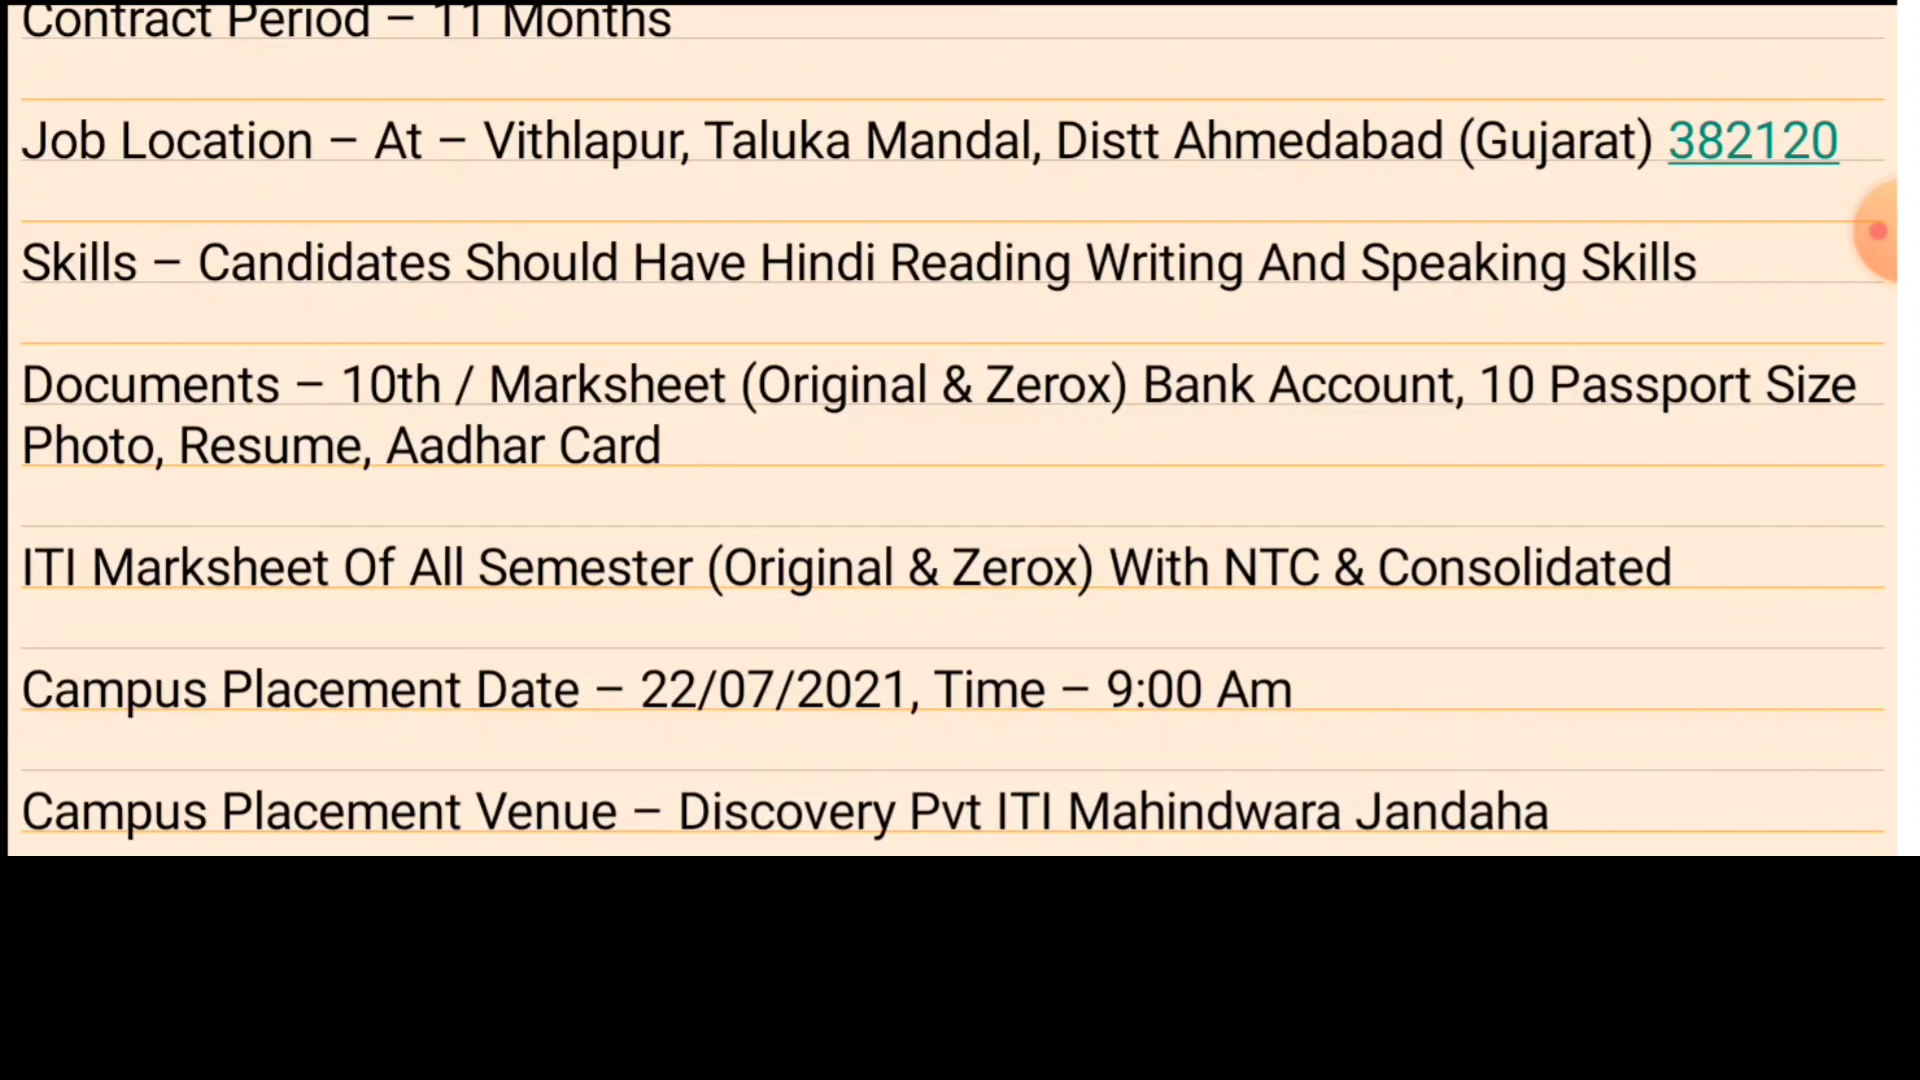 Contract Period – 11 Months
Job Location – At – Vithlapur, Taluka Mandal, Distt Ahmedabad (Gujarat) 382120
Skills – Candidates Should Have Hindi Reading Writing And Speaking Skills
Documents – 10th / Marksheet (Original & Zerox) Bank Account, 10 Passport Size
Photo, Resume, Aadhar Card
ITI Marksheet Of All Semester (Original & Zerox) With NTC & Consolidated
Campus Placement Date – 22/07/2021, Time – 9:00 Am
Campus Placement Venue – Discovery Pvt ITI Mahindwara Jandaha